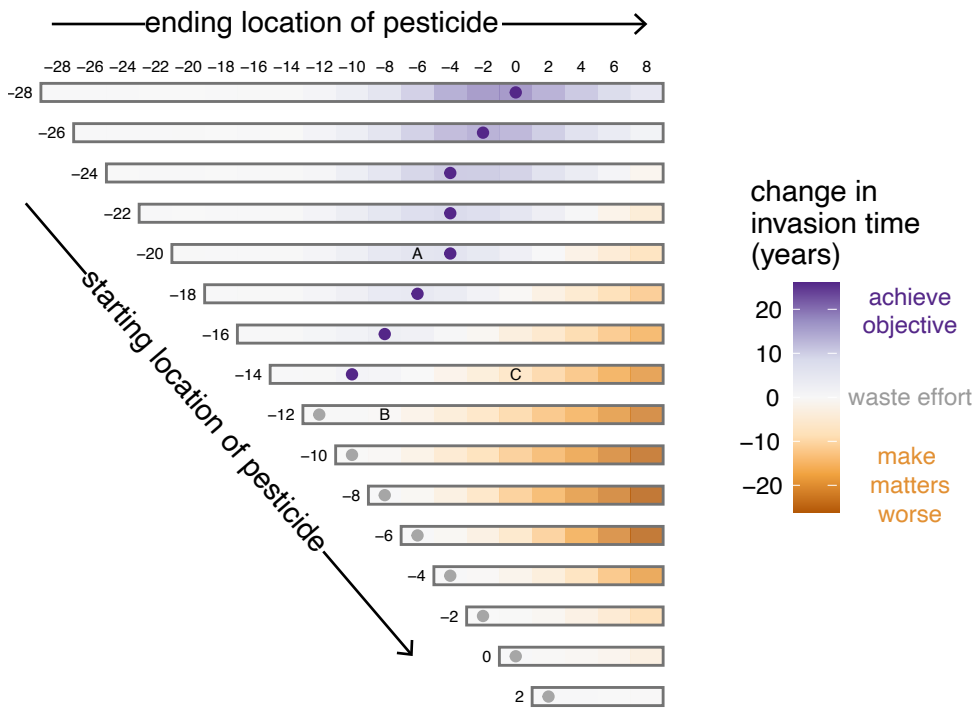 ending location of pesticide
−28 −26 −24 −22 −20 −18 −16 −14 −12 −10 −8 −6 −4 −2 0 2 4 6 8
−28
−26
−24
−22
−20 A
−18
−16
−14 C
−12 B
−10
−8
−6
−4
−2
0
2
starting location of pesticide
change in
invasion time
(years)
20
10
0
−10
−20
achieve
objective
waste effort
make
matters
worse